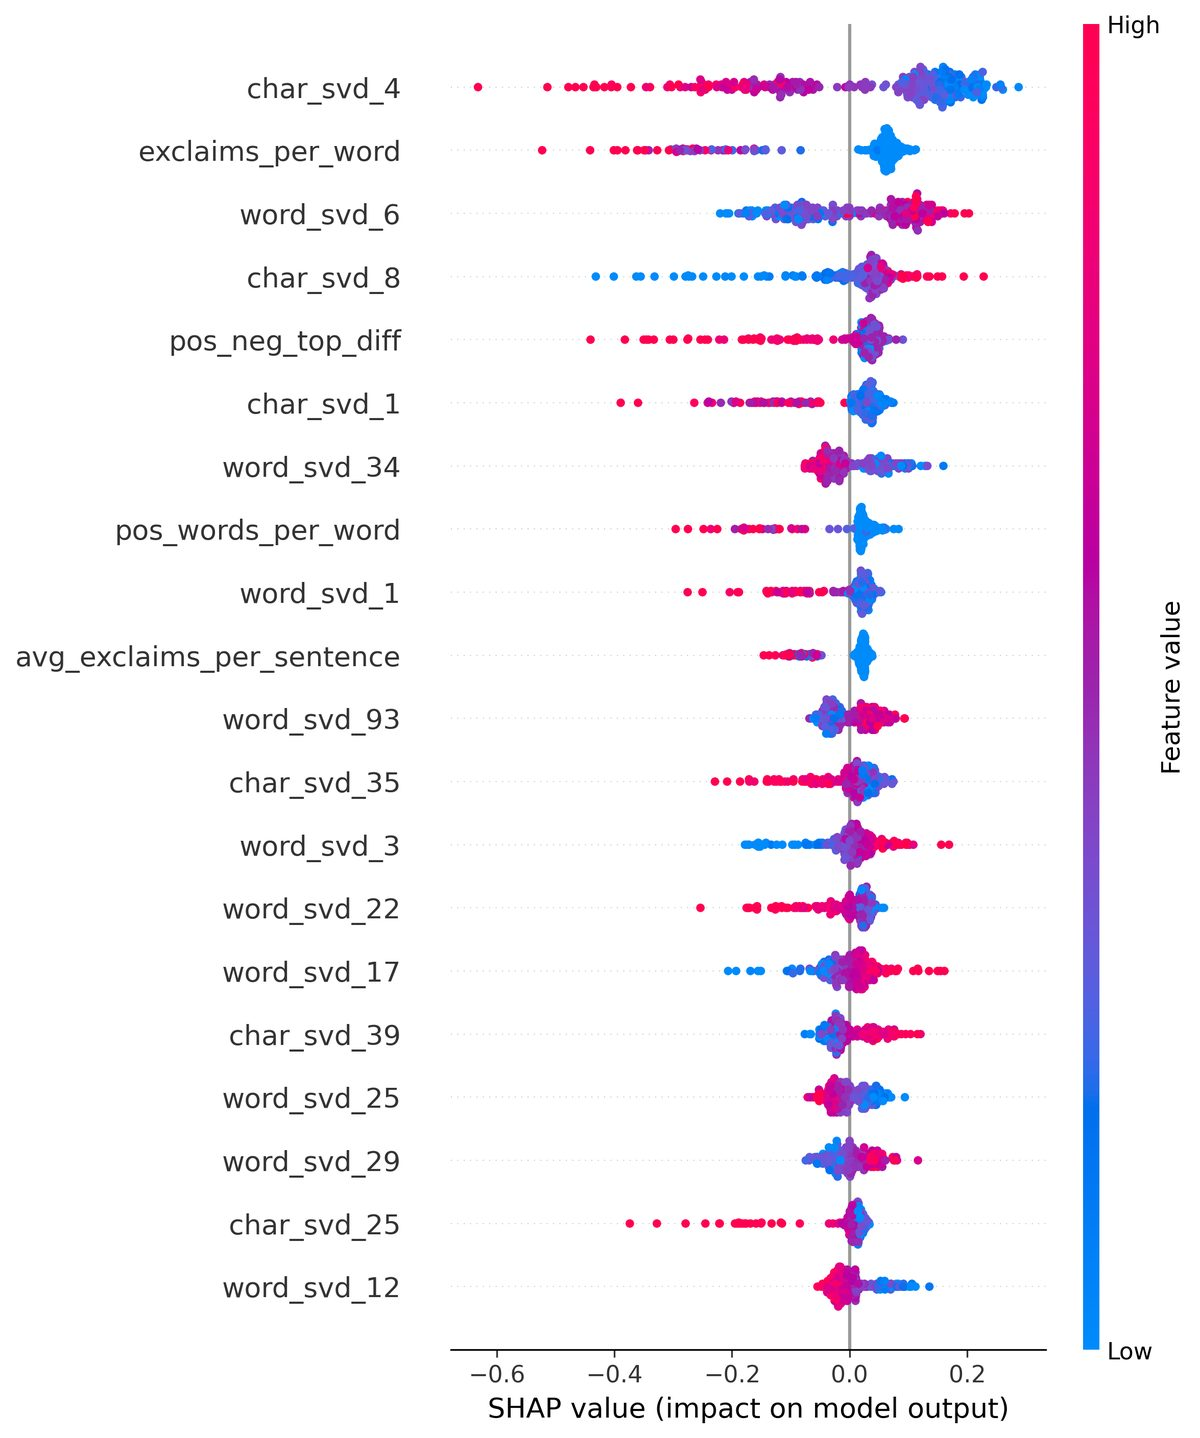 High
char_svd_4
exclaims_per_word
word_svd_6
char_svd_8
pos_neg_top_diff
char_svd_1
word_svd_34
pos_words_per_word
word_svd_1
avg_exclaims_per_sentence
word_svd_93
char_svd_35
word_svd_3
word_svd_22
word_svd_17
char_svd_39
word_svd_25
word_svd_29
char_svd_25
word_svd_12
Feature value
Low
−0.6 −0.4 −0.2 0.0 0.2
SHAP value (impact on model output)